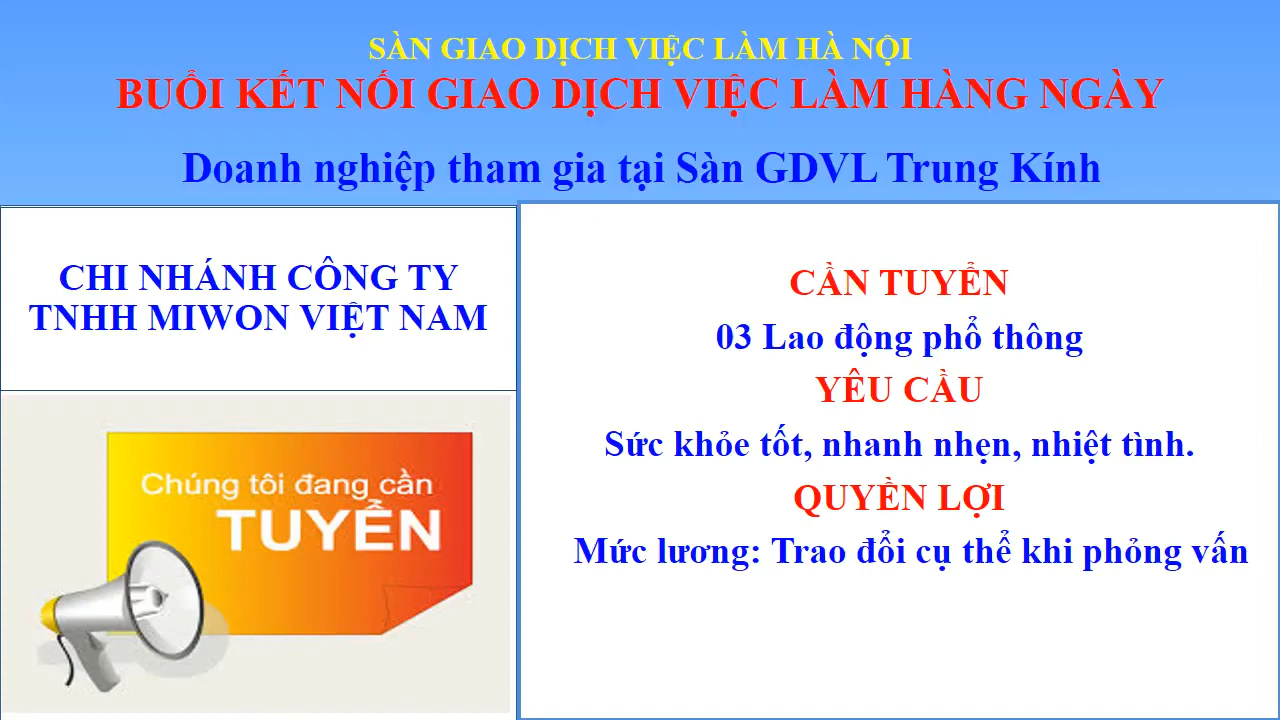 SÀN GIAO DỊCH VIỆC LÀM HÀ NỘI
BUỔI KẾT NỐI GIAO DỊCH VIỆC LÀM HÀNG NGÀY
Doanh nghiệp tham gia tại Sàn GDVL Trung Kính
CHI NHÁNH CÔNG TY
TNHH MIWON VIỆT NAM
Chúng tôi đang cần
TUYỂN
CẦN TUYỂN
03 Lao động phổ thông
YÊU CẦU
Sức khỏe tốt, nhanh nhẹn, nhiệt tình.
QUYỀN LỢI
Mức lương: Trao đổi cụ thể khi phỏng vấn